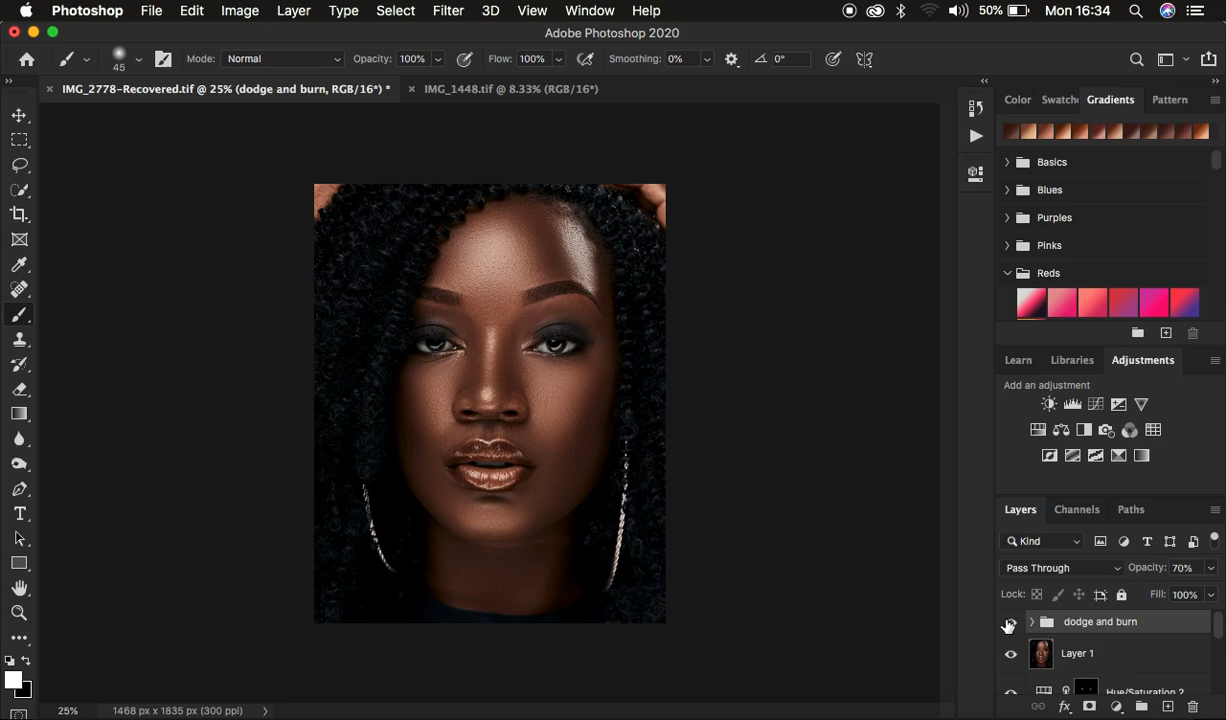 Photoshop File Edit Image Layer Type Select Filter 3D View Window Help 50% Mon 16:34
Adobe Photoshop 2020
45 Mode: Normal Opacity: 100% Flow: 100% Smoothing: 0% 0°
IMG_2778-Recovered.tif @ 25% (dodge and burn, RGB/16*) * IMG_1448.tif @ 8.33% (RGB/16*)
Color Swatche Gradients Pattern
Basics
Blues
Purples
Pinks
Reds
Learn Libraries Adjustments
Add an adjustment
Layers Channels Paths
Kind
Pass Through Opacity: 70%
Lock: Fill: 100%
dodge and burn
Layer 1
Hue/Saturation 2
25% 1468 px x 1835 px (300 ppi)